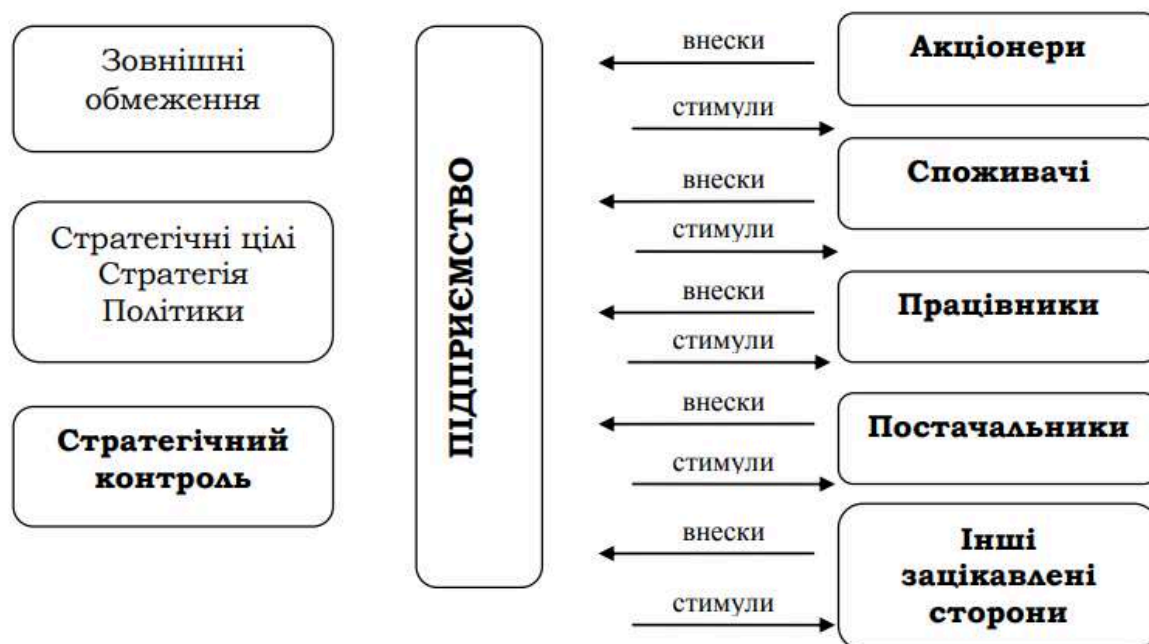 Зовнішні
обмеження
Стратегічні цілі
Стратегія
Політики
Стратегічний
контроль
ПІДПРИЄМСТВО
внески
стимули
внески
стимули
внески
стимули
внески
стимули
внески
стимули
Акціонери
Споживачі
Працівники
Постачальники
Інші
зацікавлені
сторони